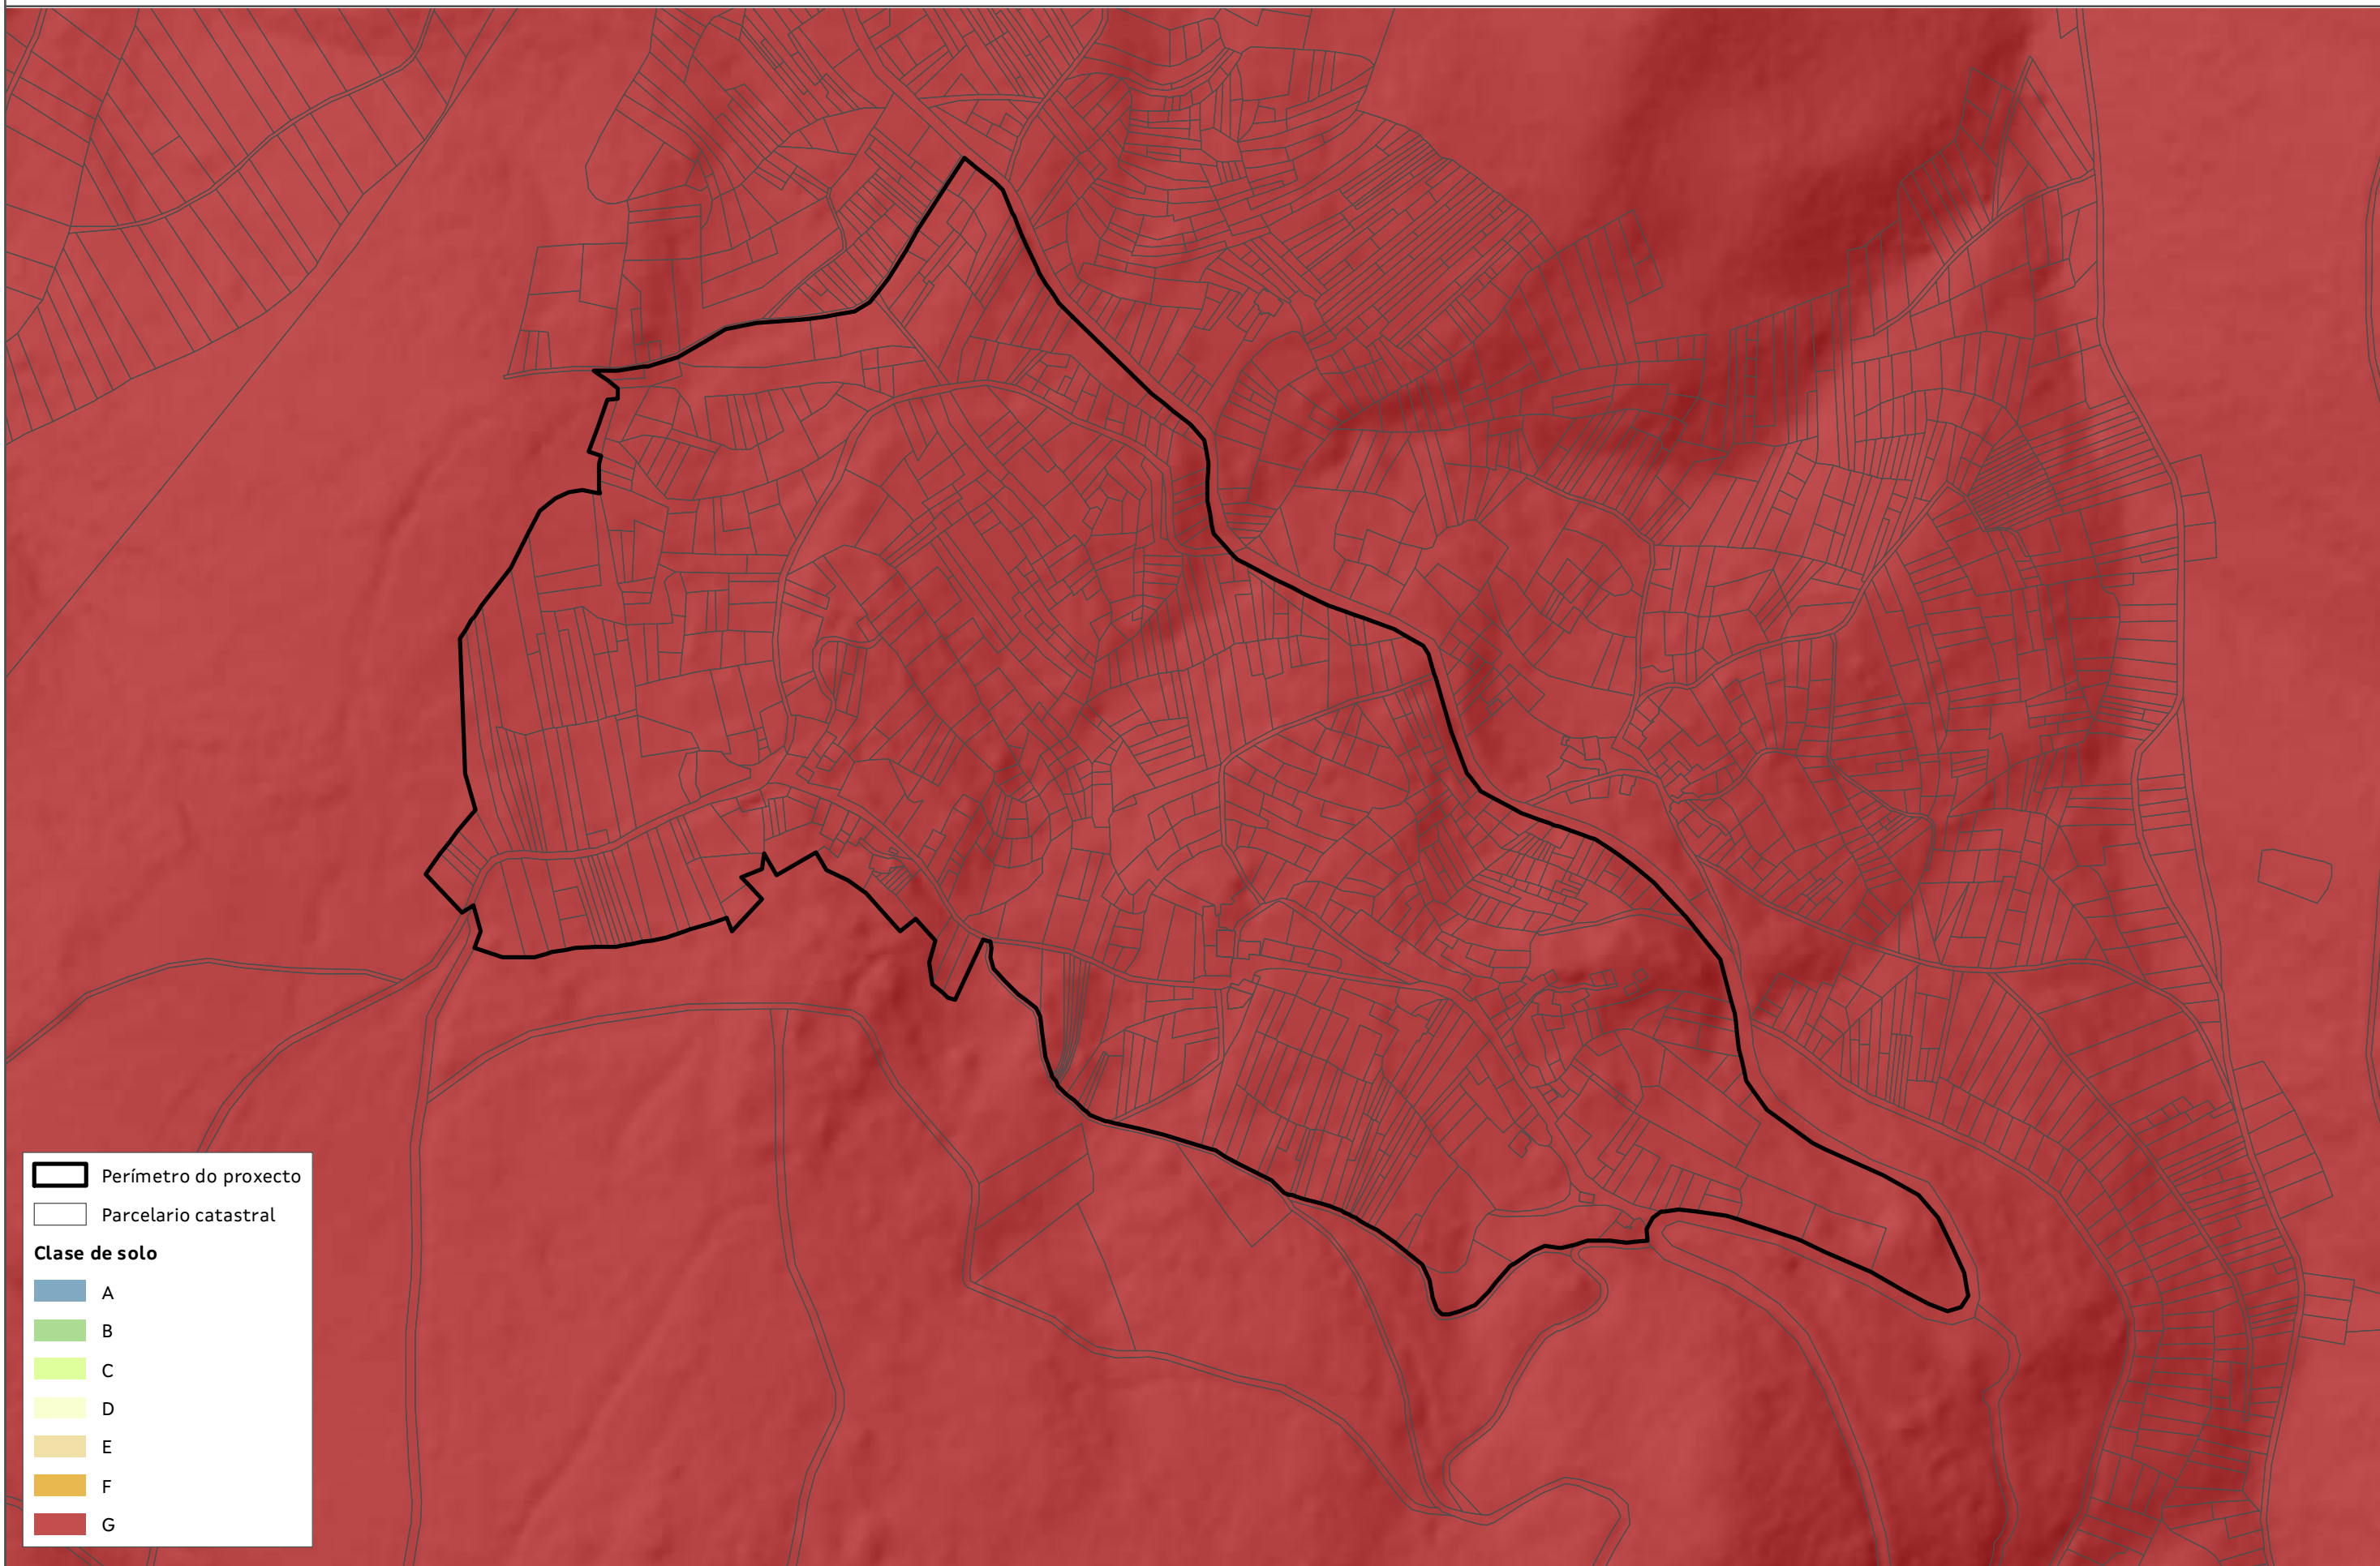 Perímetro do proxecto
Parcelario catastral
Clase de solo
A
B
C
D
E
F
G